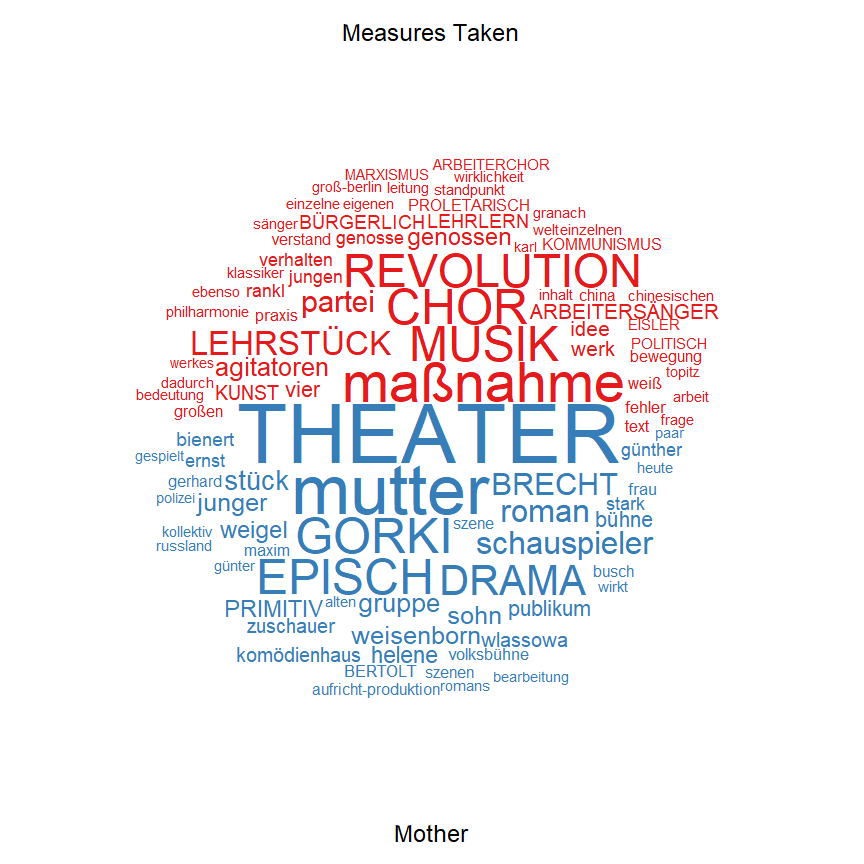 Measures Taken
ARBEITERCHOR
MARXISMUS wirklichkeit
groß-berlin leitung standpunkt
einzelne eigenen PROLETARISCH
sänger BÜRGERLICH LEHRLERN granach
verstand genosse genossen welteinzelnen
karl KOMMUNISMUS
verhalten REVOLUTION
klassiker jungen
ebenso rankl partei CHOR inhalt china chinesischen
philharmonie praxis ARBEITERSÄNGER
idee EISLER
LEHRSTÜCK MUSIK werk POLITISCH
bewegung
werkes agitatoren maßnahme topitz
dadurch KUNST vier weiß
bedeutung arbeit
großen fehler
text frage
THEATER paar
bienert günther
gespielt ernst heute
gerhard stück mutter BRECHT frau
polizei junger roman stark
bühne
kollektiv weigel GORKI szene
russland maxim schauspieler
günter EPISCH DRAMA busch
wirkt
PRIMITIV alten gruppe sohn publikum
zuschauer weisenborn wlassowa
komödienhaus helene volksbühne
BERTOLT szenen bearbeitung
aufricht-produktion romans
Mother